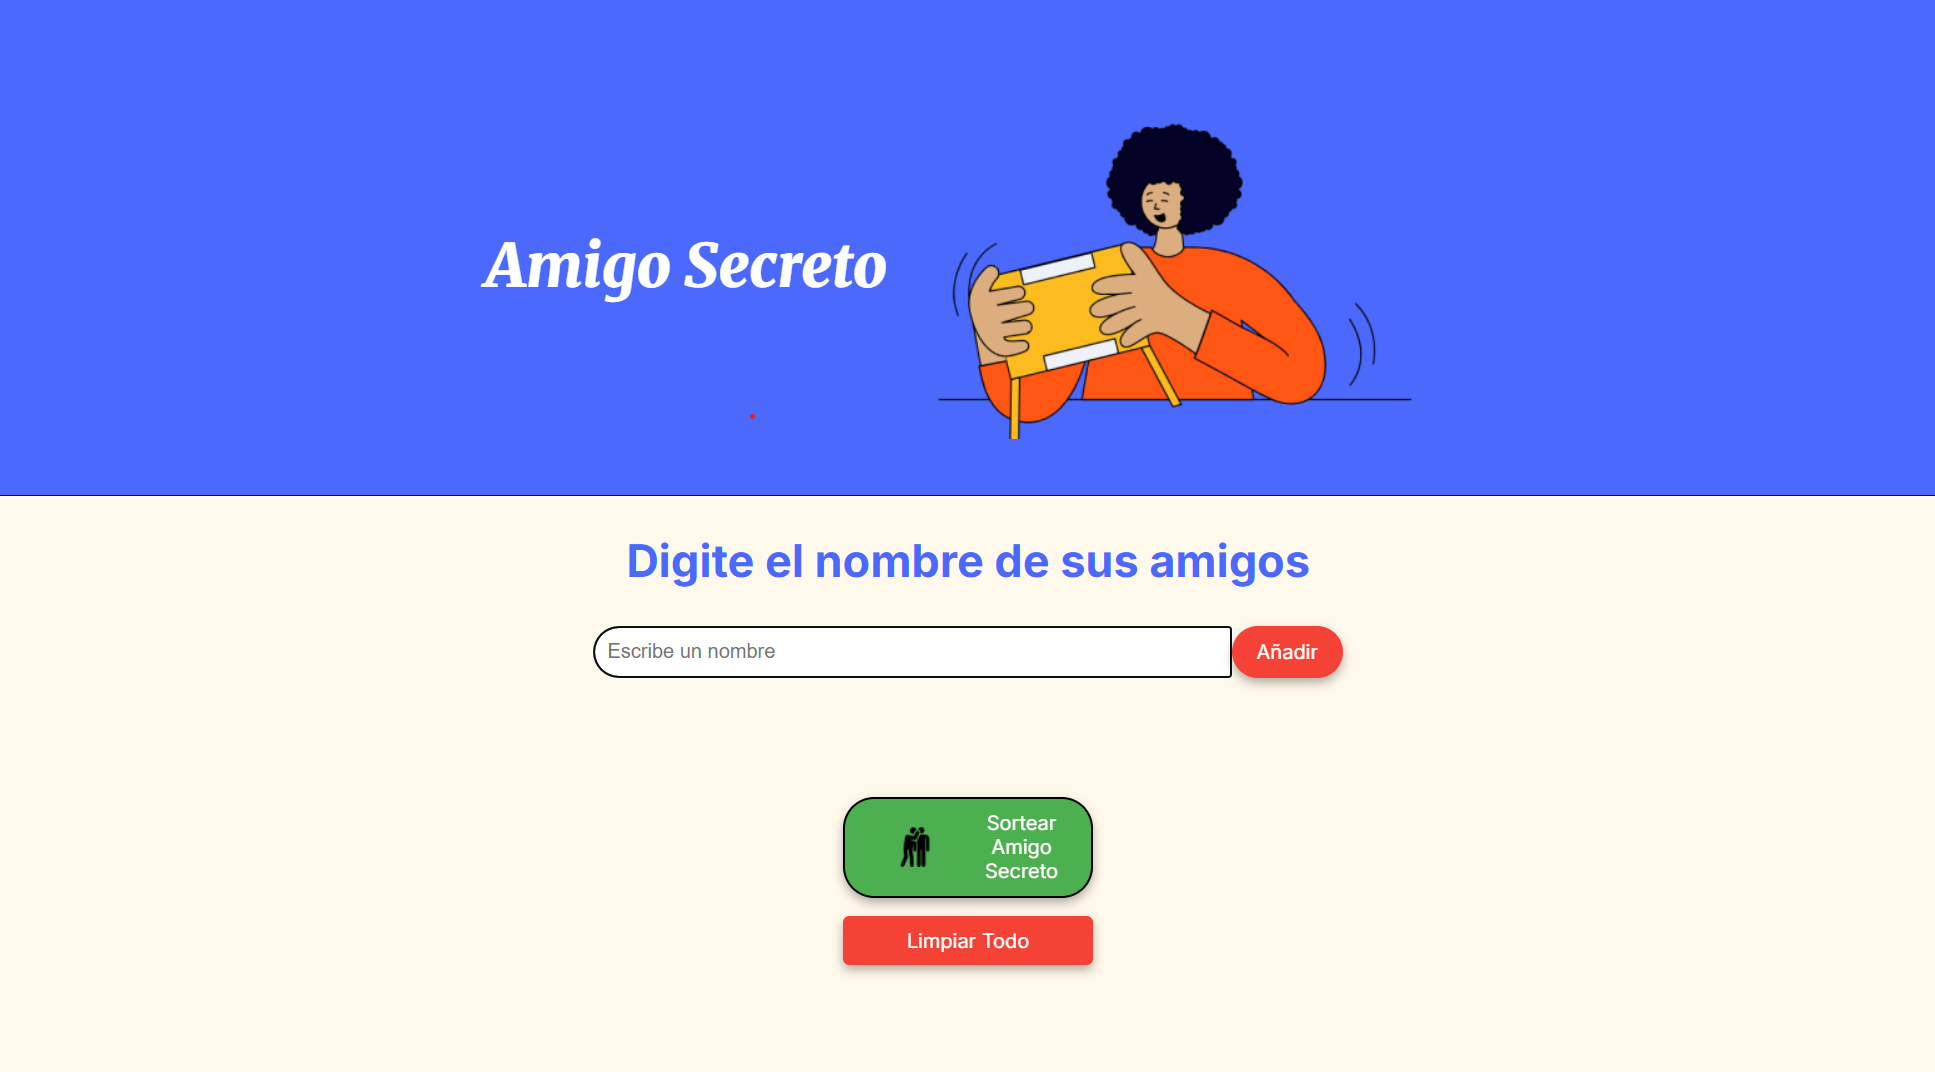 Amigo Secreto
Digite el nombre de sus amigos
Escribe un nombre
Añadir
Sortear
Amigo
Secreto
Limpiar Todo